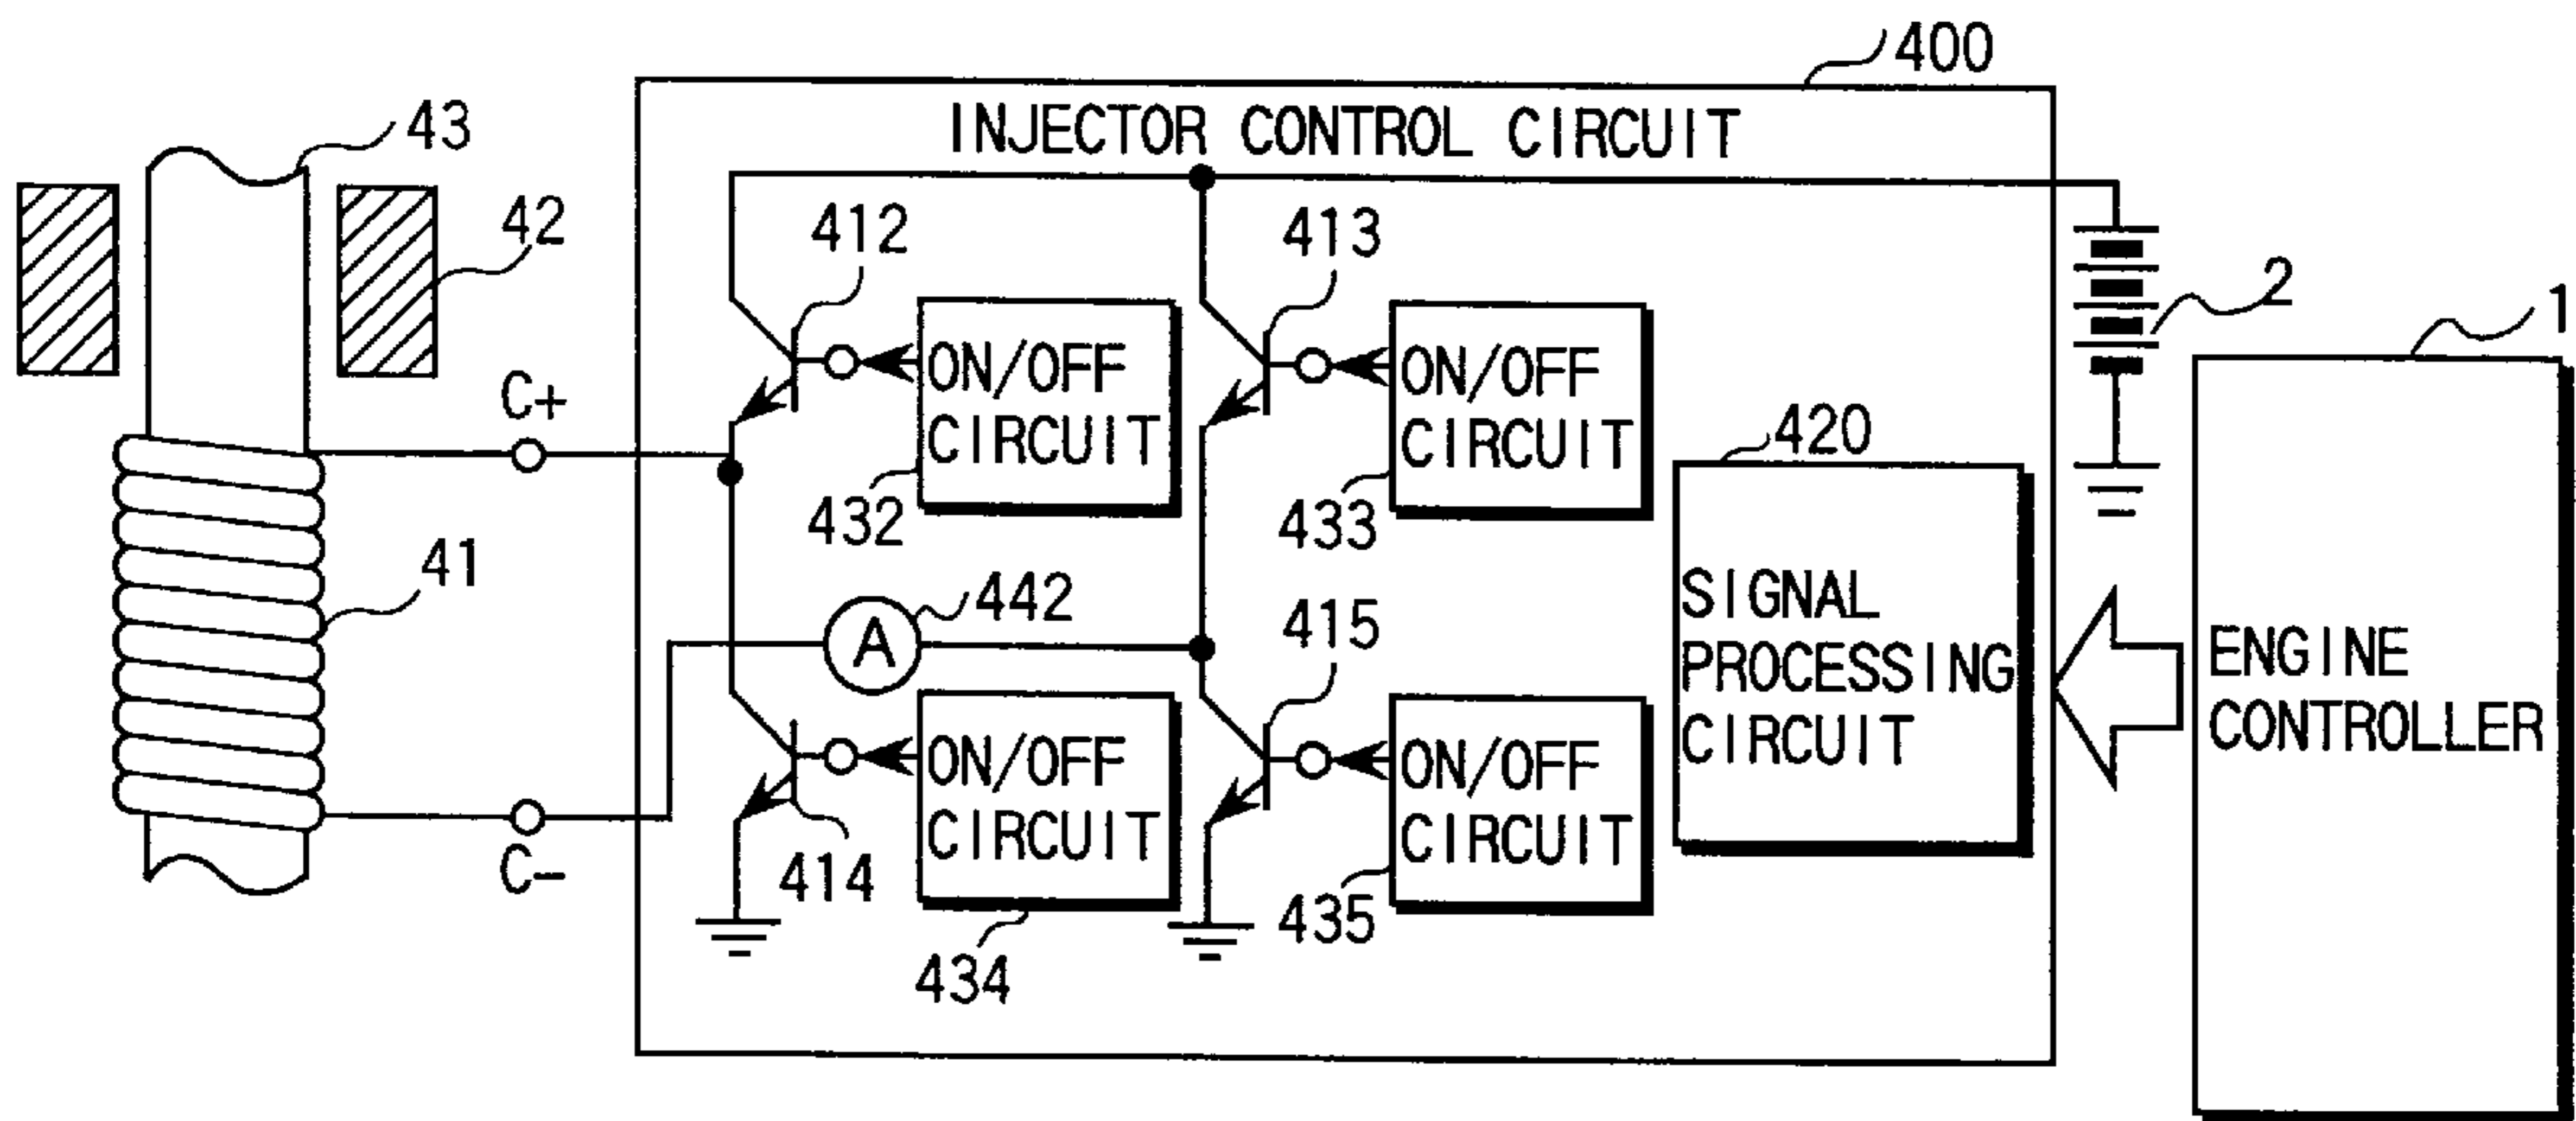 400
INJECTOR CONTROL CIRCUIT
43
42
412
413
2
1
C+
ON/OFF
CIRCUIT
ON/OFF
CIRCUIT
420
432
433
41
442
A
415
SIGNAL
PROCESSING
CIRCUIT
ENGINE
CONTROLLER
ON/OFF
CIRCUIT
ON/OFF
CIRCUIT
C-
414
434
435